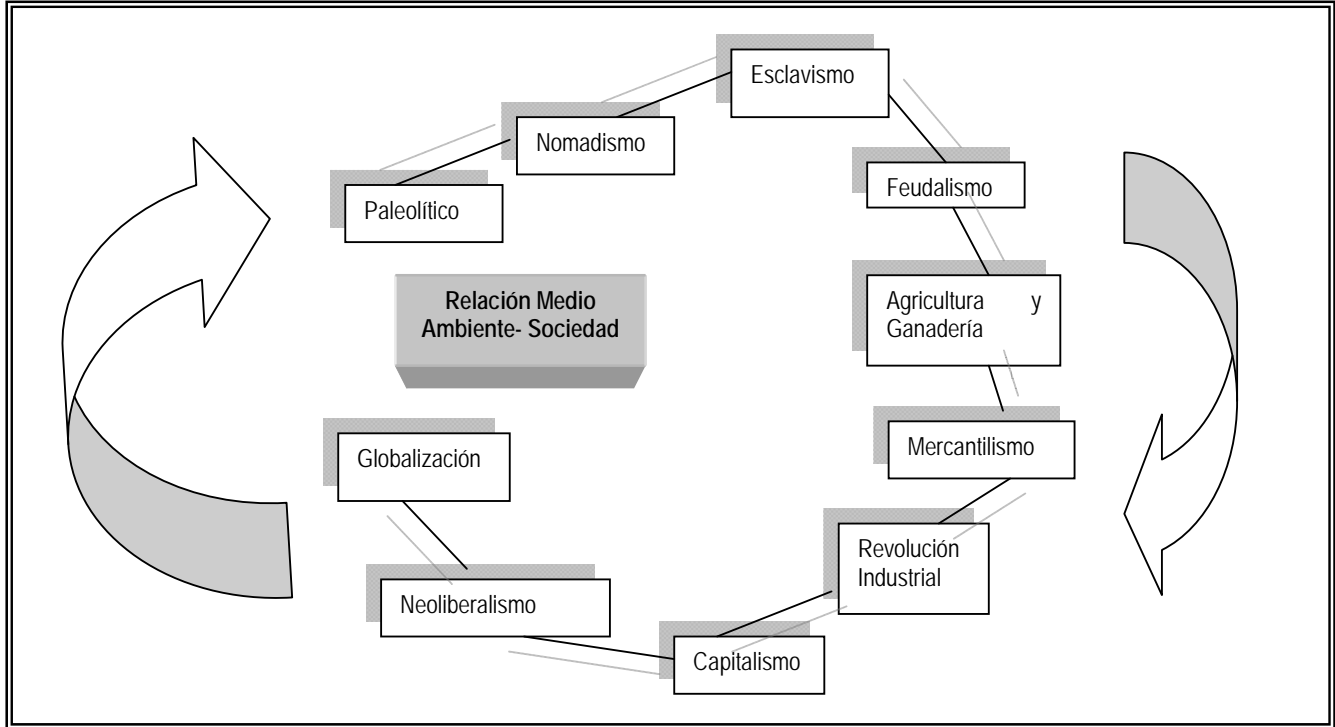 Esclavismo
Nomadismo
Paleolítico
Feudalismo
Relación Medio
Ambiente- Sociedad
Agricultura y
Ganadería
Mercantilismo
Globalización
Revolución
Industrial
Neoliberalismo
Capitalismo